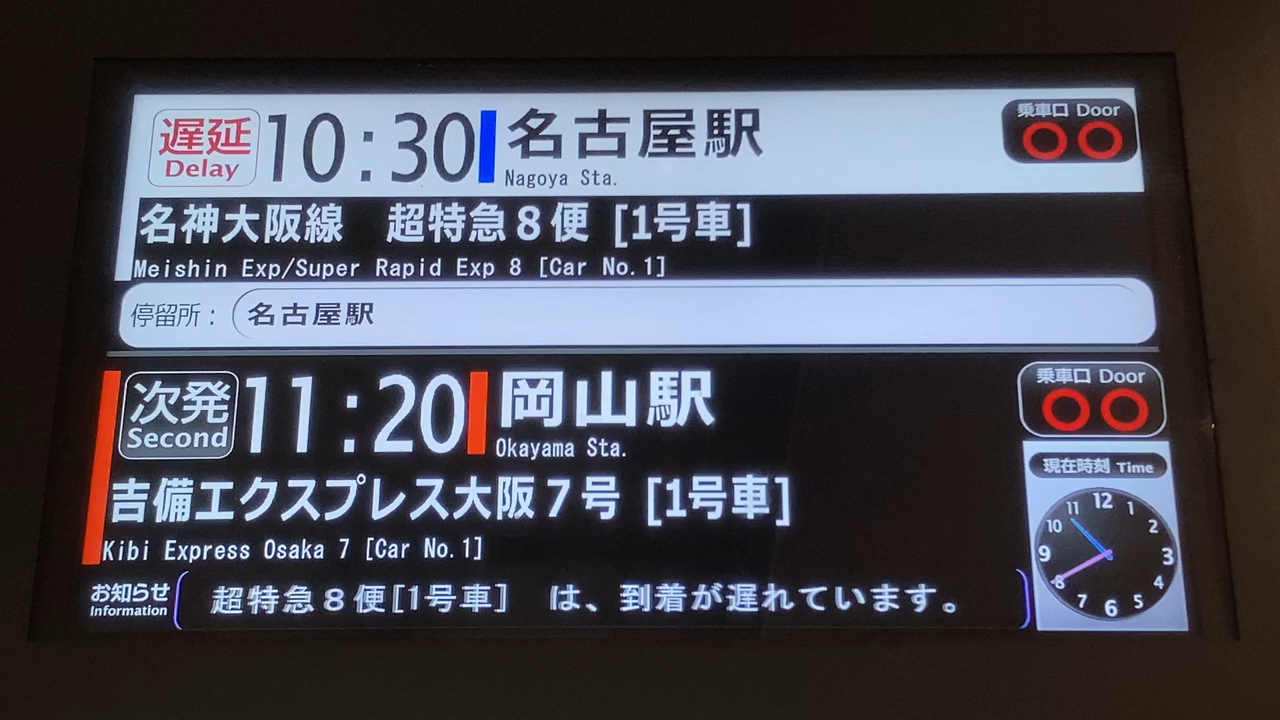 遅延 10:30 名古屋駅 乗車口 Door
Delay Nagoya Sta.
名神大阪線 超特急8便 [1号車]
Meishin Exp/Super Rapid Exp 8 [Car No.1]
停留所: 名古屋駅
次発 11:20 岡山駅 乗車口 Door
Second Okayama Sta.
吉備エクスプレス大阪7号 [1号車]
Kibi Express Osaka 7 [Car No.1]
現在時刻 Time
12 1 2 3 4 5 6 7 8 9 10 11
お知らせ 超特急8便[1号車] は、到着が遅れています。
Information